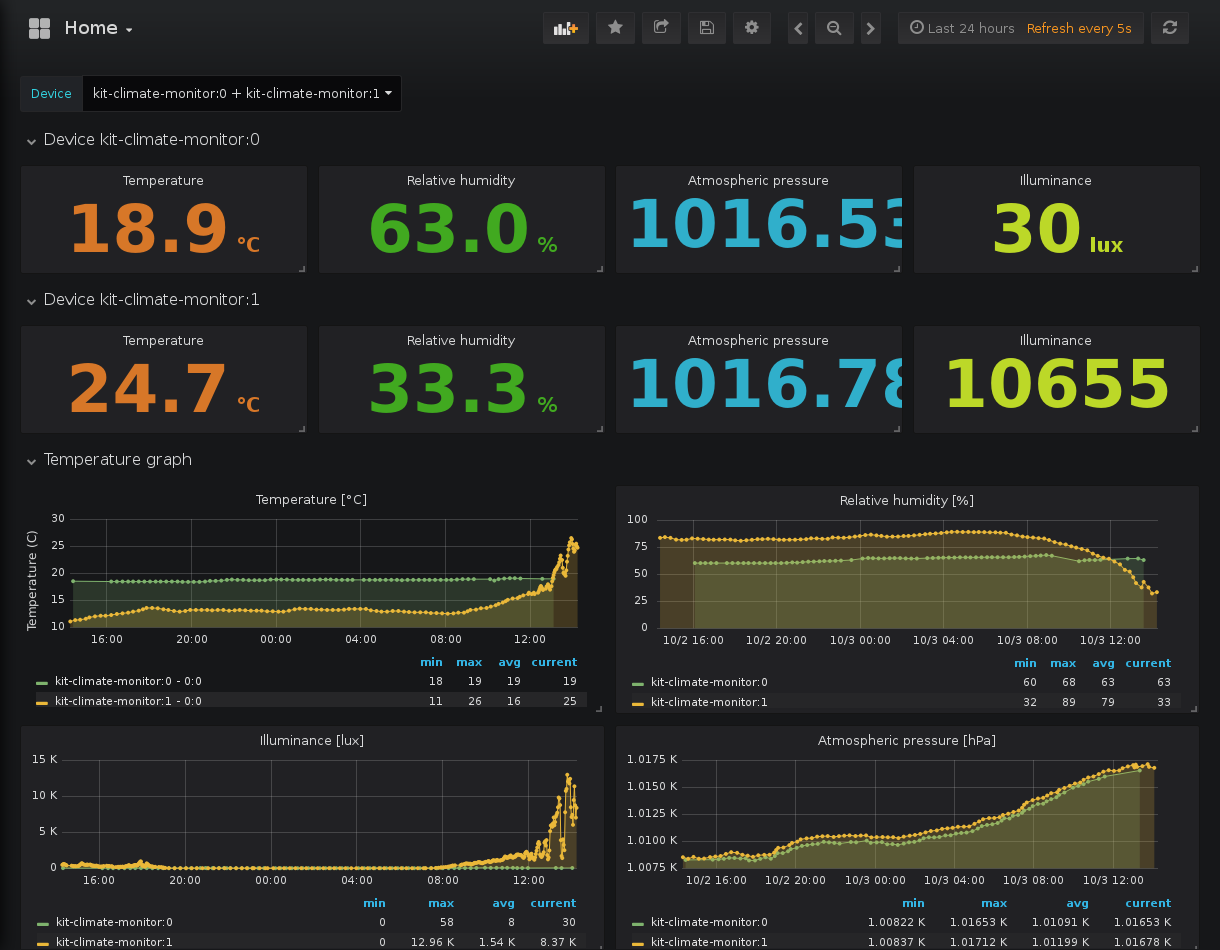 Home
Last 24 hours Refresh every 5s
Device kit-climate-monitor:0 + kit-climate-monitor:1
Device kit-climate-monitor:0
Temperature Relative humidity Atmospheric pressure Illuminance
18.9 °C 63.0 % 1016.53 30 lux
Device kit-climate-monitor:1
Temperature Relative humidity Atmospheric pressure Illuminance
24.7 °C 33.3 % 1016.78 10655
Temperature graph
Temperature [°C]
Temperature (C)
30
25
20
15
10
16:00 20:00 00:00 04:00 08:00 12:00
min max avg current
kit-climate-monitor:0 - 0:0 18 19 19 19
kit-climate-monitor:1 - 0:0 11 26 16 25
Relative humidity [%]
100
75
50
25
0
10/2 16:00 10/2 20:00 10/3 00:00 10/3 04:00 10/3 08:00 10/3 12:00
min max avg current
kit-climate-monitor:0 60 68 63 63
kit-climate-monitor:1 32 89 79 33
Illuminance [lux]
15 K
10 K
5 K
0
16:00 20:00 00:00 04:00 08:00 12:00
min max avg current
kit-climate-monitor:0 0 58 8 30
kit-climate-monitor:1 0 12.96 K 1.54 K 8.37 K
Atmospheric pressure [hPa]
1.0175 K
1.0150 K
1.0125 K
1.0100 K
1.0075 K
10/2 16:00 10/2 20:00 10/3 00:00 10/3 04:00 10/3 08:00 10/3 12:00
min max avg current
kit-climate-monitor:0 1.00822 K 1.01653 K 1.01091 K 1.01653 K
kit-climate-monitor:1 1.00837 K 1.01712 K 1.01199 K 1.01678 K